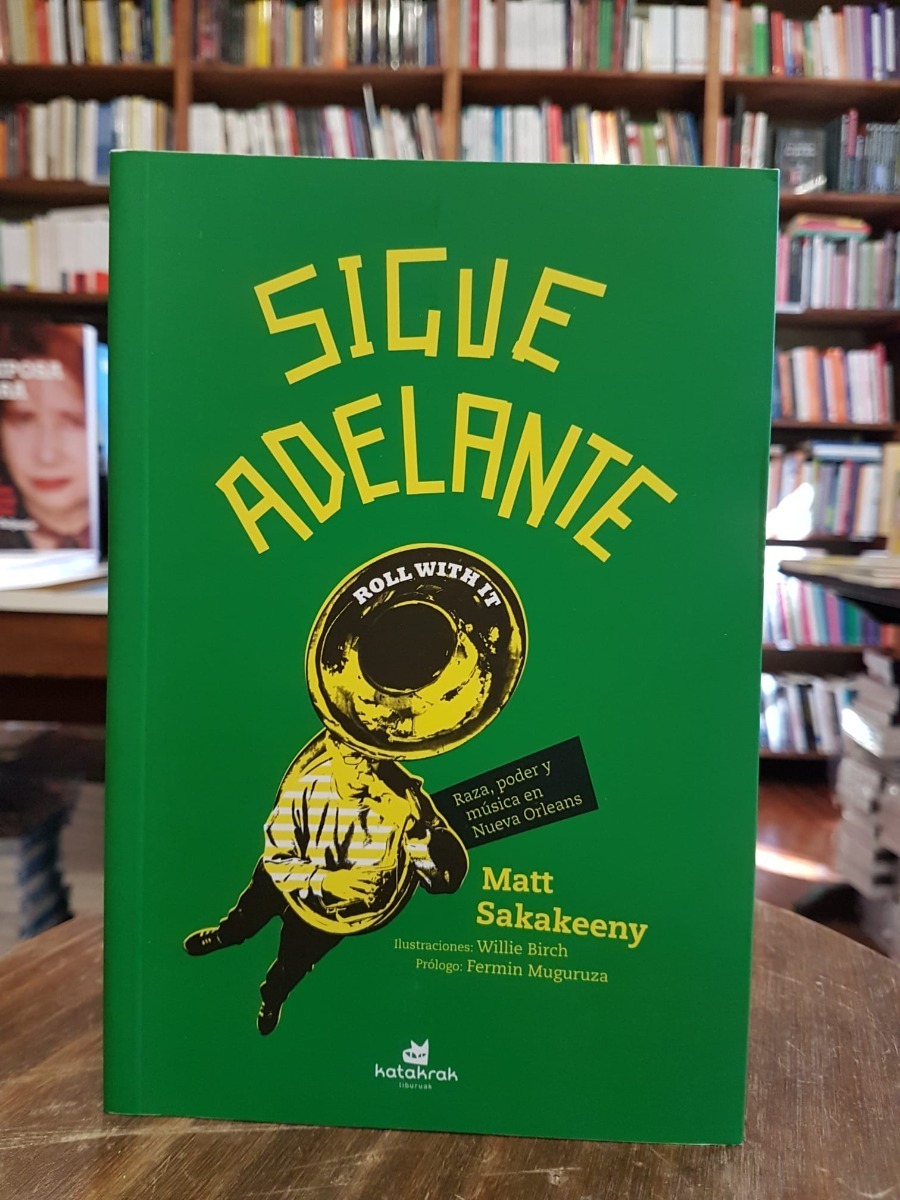 SIGUE
ADELANTE
ROLL WITH IT
Raza, poder y
música en
Nueva Orleans
Matt
Sakakeeny
Ilustraciones: Willie Birch
Prólogo: Fermin Muguruza
katakrak
liburuak